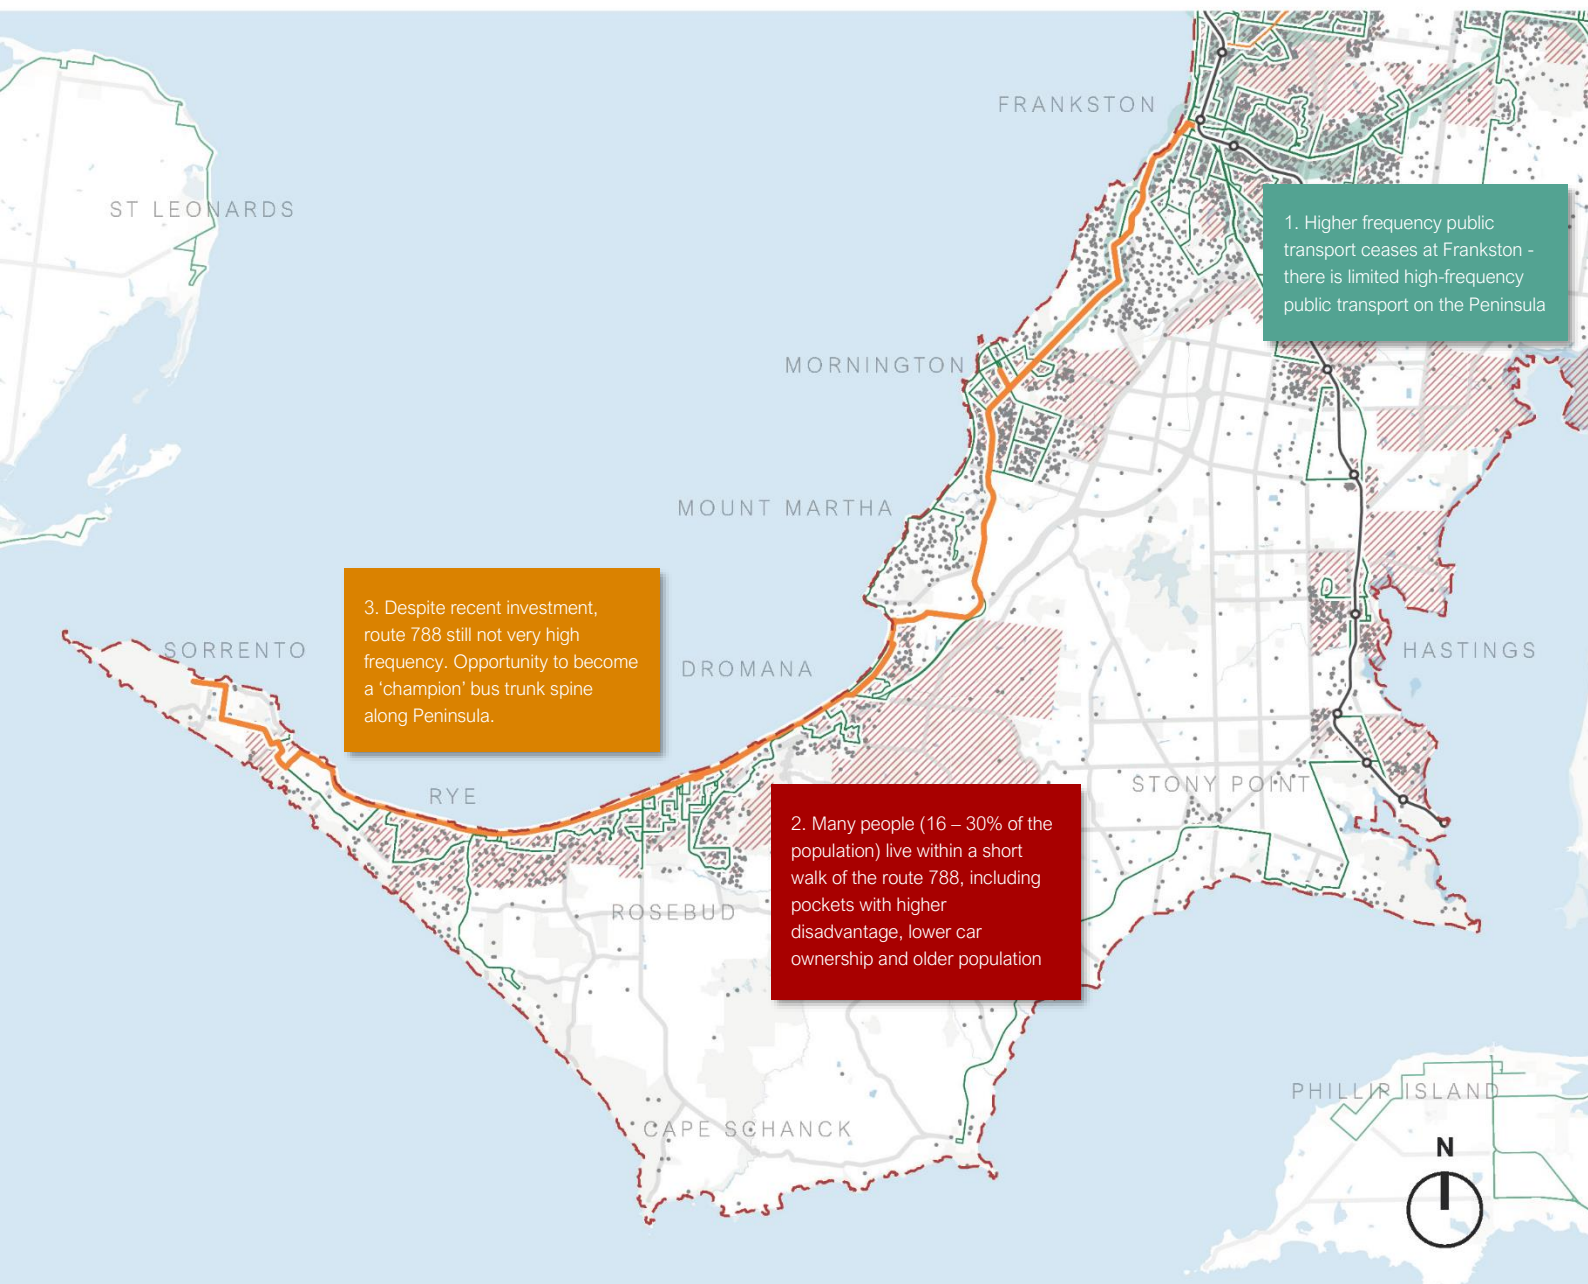 FRANKSTON
ST LEONARDS
1. Higher frequency public
transport ceases at Frankston -
there is limited high-frequency
public transport on the Peninsula
MORNINGTON
MOUNT MARTHA
3. Despite recent investment,
route 788 still not very high
frequency. Opportunity to become
a ‘champion’ bus trunk spine
along Peninsula.
SORRENTO
HASTINGS
DROMANA
STONY POINT
RYE
2. Many people (16 – 30% of the
population) live within a short
walk of the route 788, including
pockets with higher
disadvantage, lower car
ownership and older population
ROSEBUD
PHILLIP ISLAND
CAPE SCHANCK
N